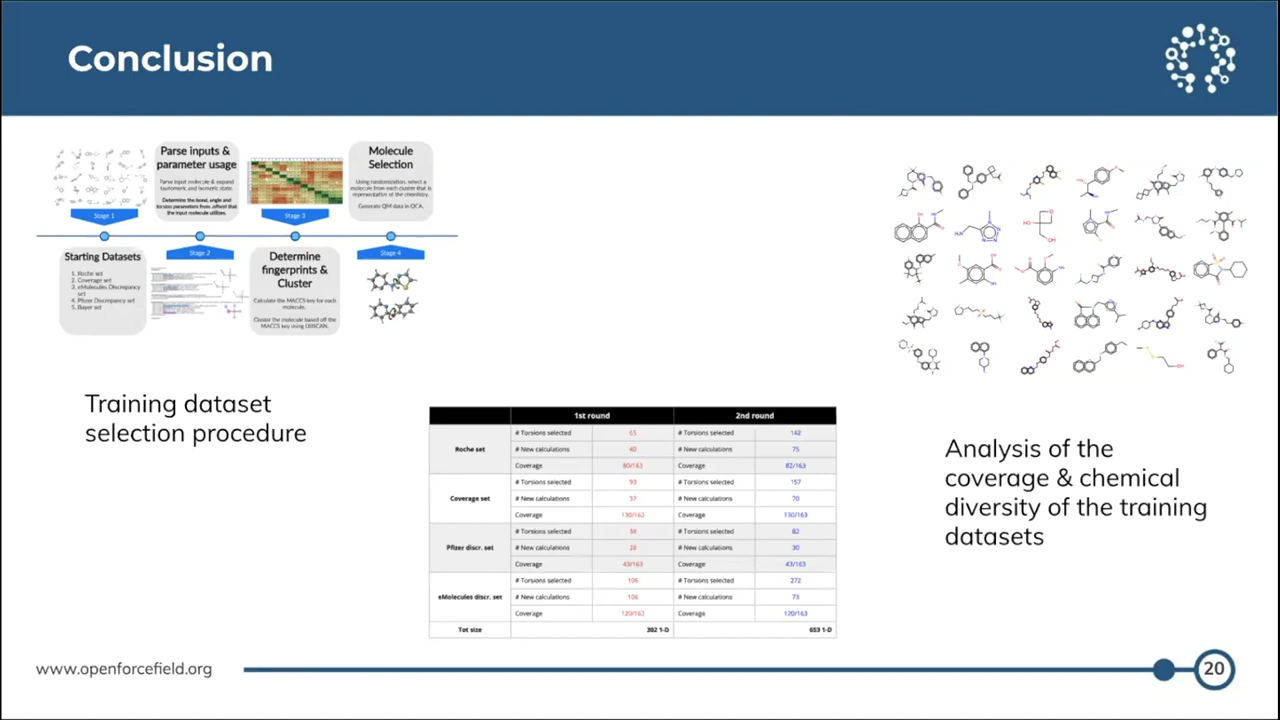 Conclusion
Parse inputs &
parameter usage
Parse input molecule & expand
tautomeric and isomeric state.
Determine the bond, angle and
torsion parameters from .offxml that
the input molecule utilizes.
Molecule
Selection
Using randomization, select a
molecule from each cluster that is
representative of the chemistry.
Generate QM data in QCA.
Stage 1
Stage 3
Stage 2
Stage 4
Starting Datasets
1. Roche set
2. Coverage set
3. eMolecules Discrepancy
set
4. Pfizer Discrepancy set
5. Bayer set
Determine
fingerprints &
Cluster
Calculate the MACCS key for each
molecule.
Cluster the molecule based off the
MACCS key using DBSCAN.
Training dataset
selection procedure
1st round 2nd round
Roche set
# Torsions selected 65 # Torsions selected 142
# New calculations 40 # New calculations 75
Coverage 80/163 Coverage 82/163
Coverage set
# Torsions selected 93 # Torsions selected 157
# New calculations 37 # New calculations 70
Coverage 130/162 Coverage 130/163
Pfizer discr. set
# Torsions selected # Torsions selected 82
# New calculations 28 # New calculations 30
Coverage 43/163 Coverage 43/163
eMolecules discr. set
# Torsions selected 106 # Torsions selected 272
# New calculations 106 # New calculations 73
Coverage 120/162 Coverage 120/163
Tot size 302 1-D 653 1-D
Analysis of the
coverage & chemical
diversity of the training
datasets
www.openforcefield.org
20